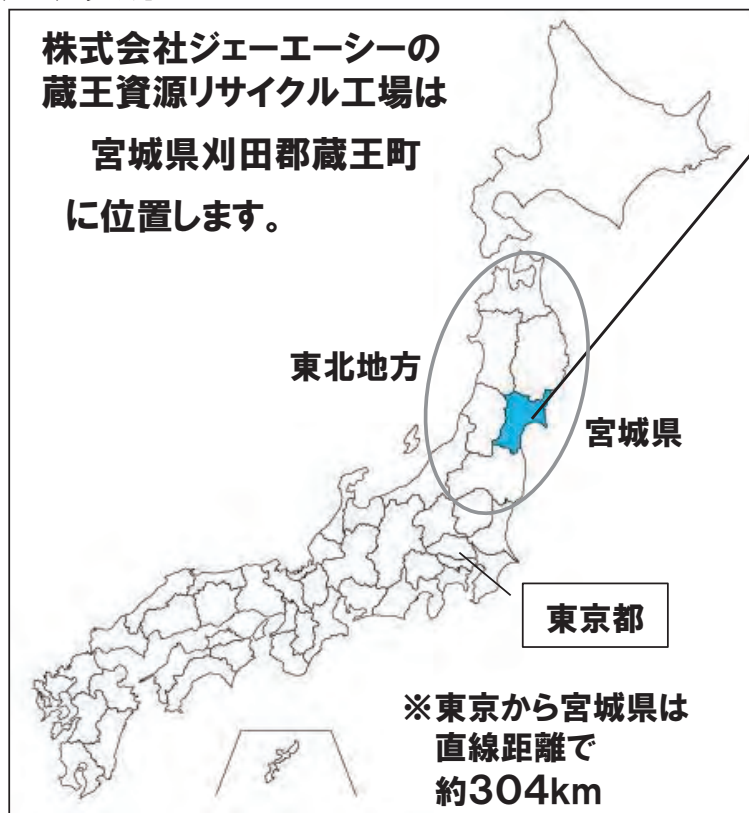 株式会社ジェーエーシーの
蔵王資源リサイクル工場は
宮城県刈田郡蔵王町
に位置します。
東北地方
宮城県
東京都
※東京から宮城県は
直線距離で
約304km